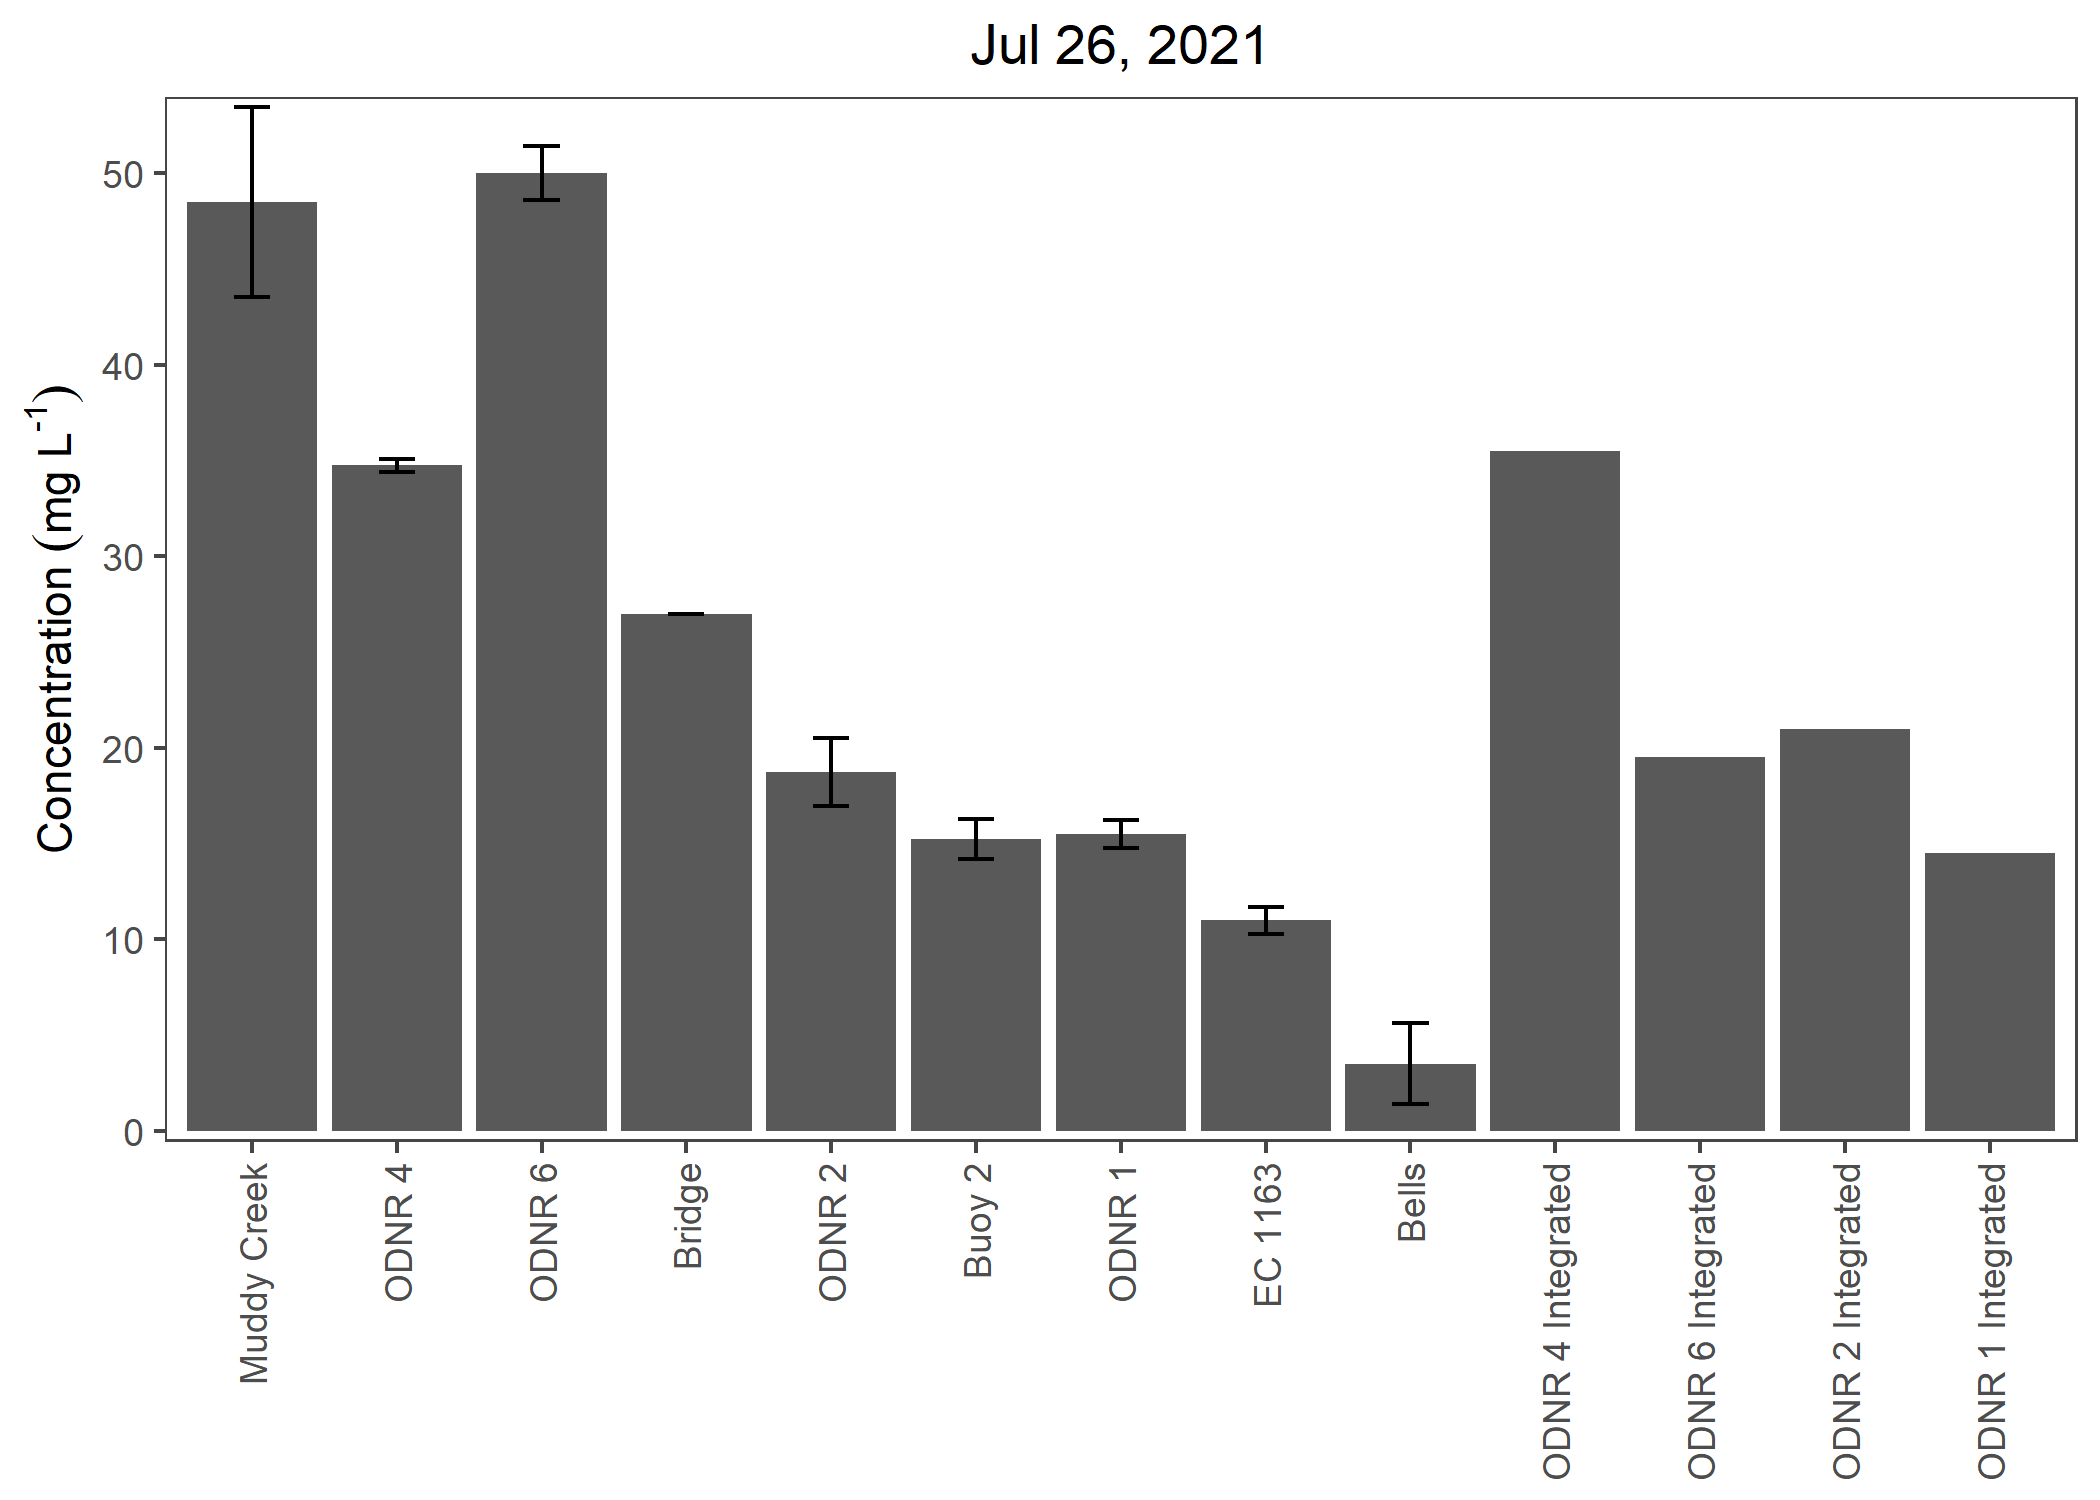 Jul 26, 2021
Concentration (mg L⁻¹)
50
40
30
20
10
0
Muddy Creek
ODNR 4
ODNR 6
Bridge
ODNR 2
Buoy 2
ODNR 1
EC 1163
Bells
ODNR 4 Integrated
ODNR 6 Integrated
ODNR 2 Integrated
ODNR 1 Integrated